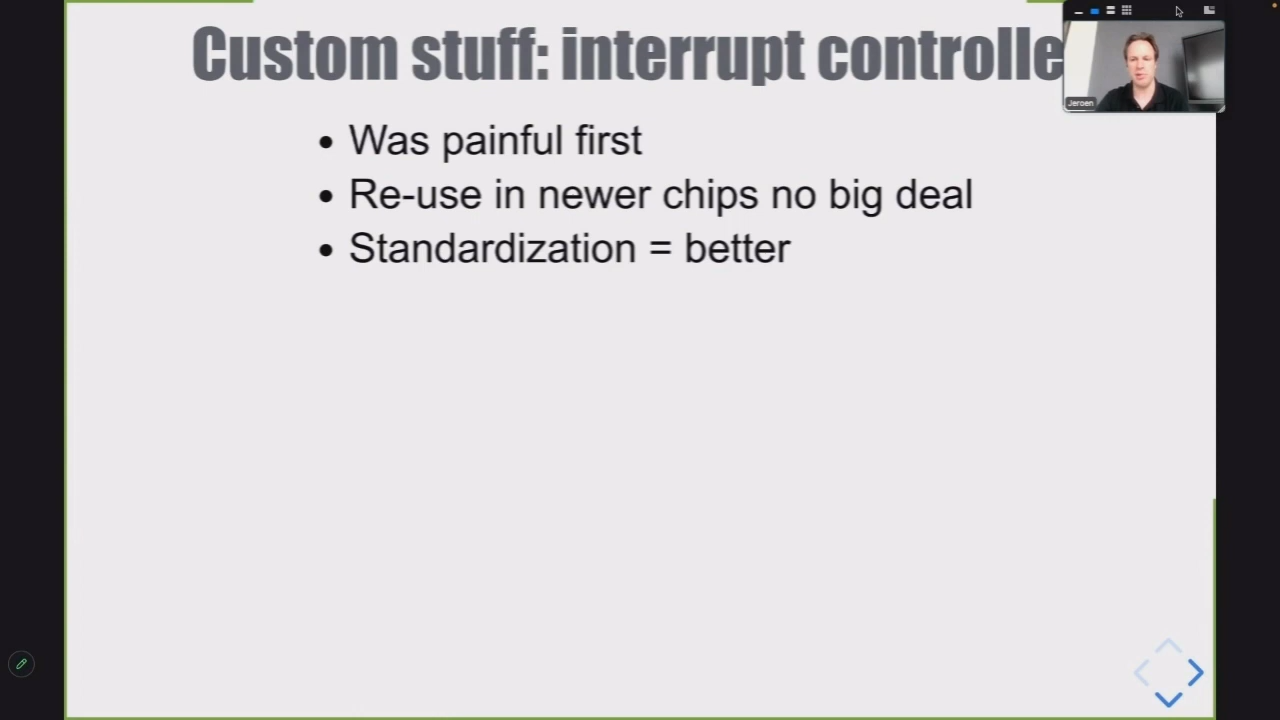 Custom stuff: interrupt controlle
Jeroen
Was painful first
Re-use in newer chips no big deal
Standardization = better